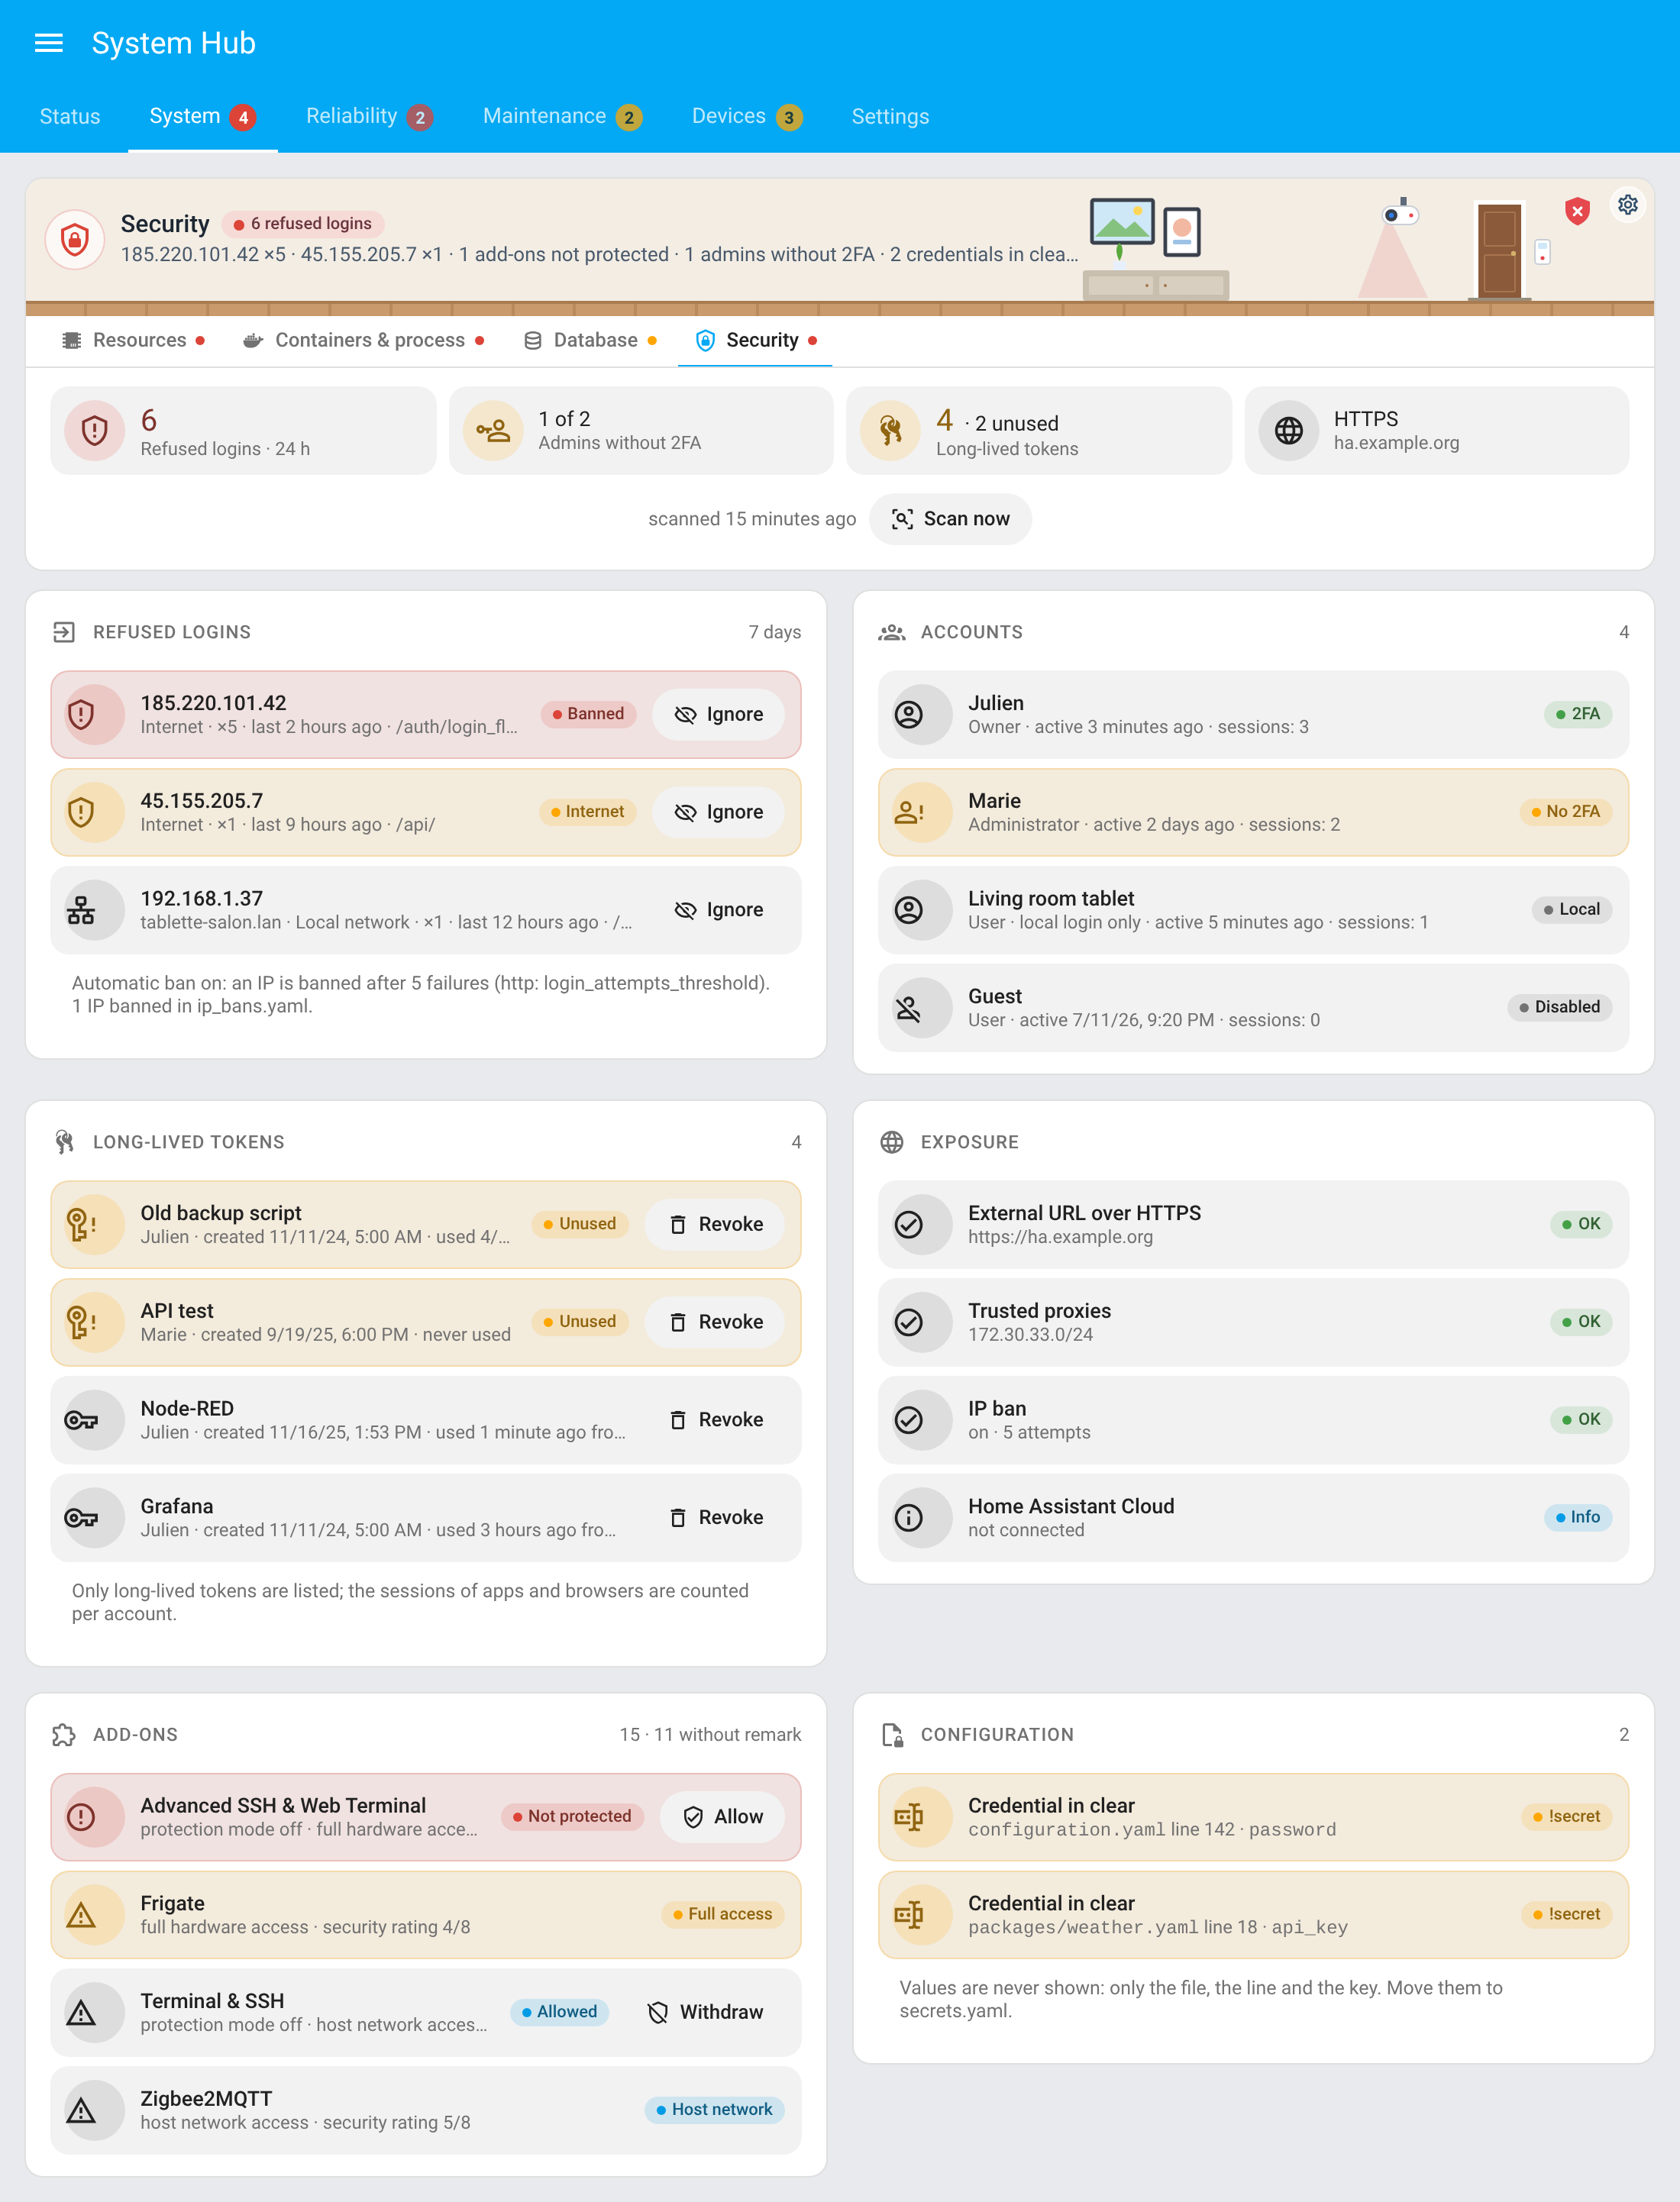 System Hub
Status
System 4
Reliability 2
Maintenance 2
Devices 3
Settings
Security
6 refused logins
185.220.101.42 ×5 · 45.155.205.7 ×1 · 1 add-ons not protected · 1 admins without 2FA · 2 credentials in clea…
Resources
Containers & process
Database
Security
6
Refused logins · 24 h
1 of 2
Admins without 2FA
4 · 2 unused
Long-lived tokens
HTTPS
ha.example.org
scanned 15 minutes ago
Scan now
REFUSED LOGINS
7 days
185.220.101.42
Internet · ×5 · last 2 hours ago · /auth/login_fl…
Banned
Ignore
45.155.205.7
Internet · ×1 · last 9 hours ago · /api/
Internet
Ignore
192.168.1.37
tablette-salon.lan · Local network · ×1 · last 12 hours ago · /…
Ignore
Automatic ban on: an IP is banned after 5 failures (http: login_attempts_threshold).
1 IP banned in ip_bans.yaml.
ACCOUNTS
4
Julien
Owner · active 3 minutes ago · sessions: 3
2FA
Marie
Administrator · active 2 days ago · sessions: 2
No 2FA
Living room tablet
User · local login only · active 5 minutes ago · sessions: 1
Local
Guest
User · active 7/11/26, 9:20 PM · sessions: 0
Disabled
LONG-LIVED TOKENS
4
Old backup script
Julien · created 11/11/24, 5:00 AM · used 4/…
Unused
Revoke
API test
Marie · created 9/19/25, 6:00 PM · never used
Unused
Revoke
Node-RED
Julien · created 11/16/25, 1:53 PM · used 1 minute ago fro…
Revoke
Grafana
Julien · created 11/11/24, 5:00 AM · used 3 hours ago fro…
Revoke
Only long-lived tokens are listed; the sessions of apps and browsers are counted
per account.
EXPOSURE
External URL over HTTPS
https://ha.example.org
OK
Trusted proxies
172.30.33.0/24
OK
IP ban
on · 5 attempts
OK
Home Assistant Cloud
not connected
Info
ADD-ONS
15 · 11 without remark
Advanced SSH & Web Terminal
protection mode off · full hardware acce…
Not protected
Allow
Frigate
full hardware access · security rating 4/8
Full access
Terminal & SSH
protection mode off · host network acces…
Allowed
Withdraw
Zigbee2MQTT
host network access · security rating 5/8
Host network
CONFIGURATION
2
Credential in clear
configuration.yaml line 142 · password
!secret
Credential in clear
packages/weather.yaml line 18 · api_key
!secret
Values are never shown: only the file, the line and the key. Move them to
secrets.yaml.